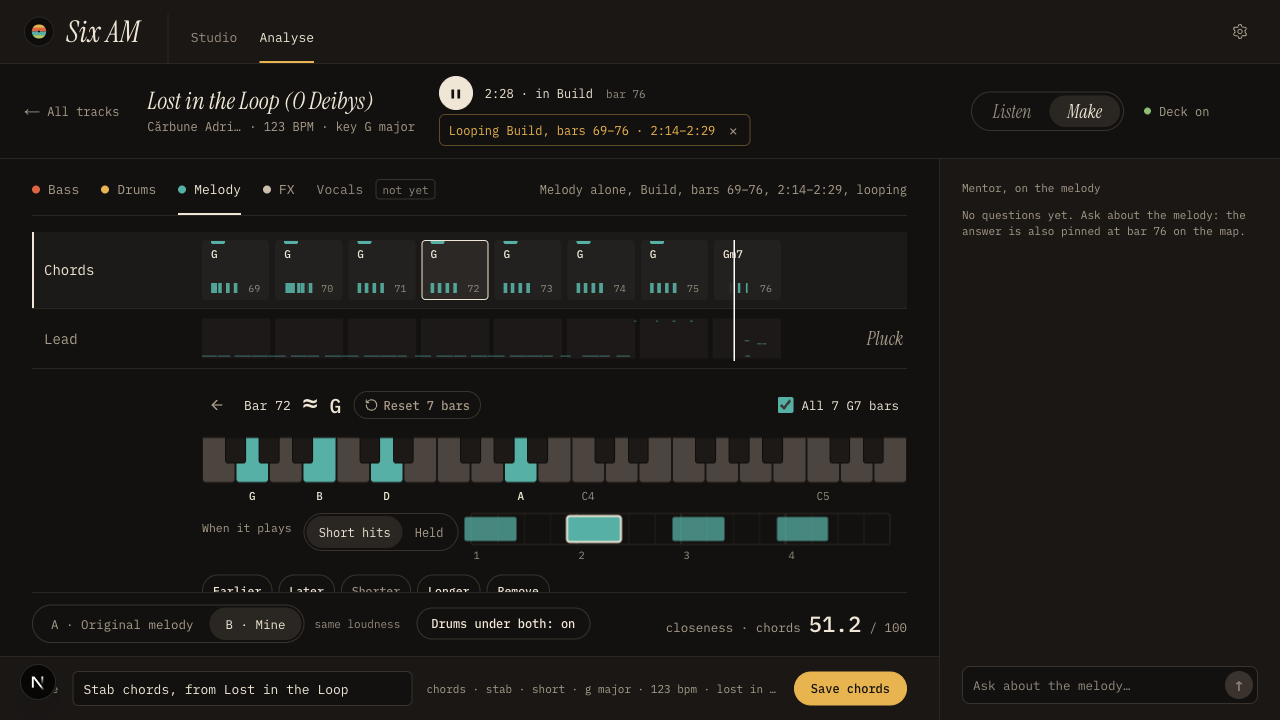 Six AM
Studio
Analyse
← All tracks
Lost in the Loop (O Deibys)
Cărbune Adri… · 123 BPM · key G major
2:28 · in Build bar 76
Looping Build, bars 69–76 · 2:14–2:29 ×
Listen
Make
Deck on
Bass
Drums
Melody
FX
Vocals
not yet
Melody alone, Build, bars 69–76, 2:14–2:29, looping
Chords
G 69
G 70
G 71
G 72
G 73
G 74
G 75
Gm7 76
Lead
Pluck
← Bar 72 ≈ G
Reset 7 bars
All 7 G7 bars
G B D A C4 C5
When it plays
Short hits
Held
1 2 3 4
Earlier
Later
Shorter
Longer
Remove
A · Original melody
B · Mine
same loudness
Drums under both: on
closeness · chords 51.2 / 100
N
Stab chords, from Lost in the Loop
chords · stab · short · g major · 123 bpm · lost in …
Save chords
Mentor, on the melody
No questions yet. Ask about the melody: the
answer is also pinned at bar 76 on the map.
Ask about the melody…
↑